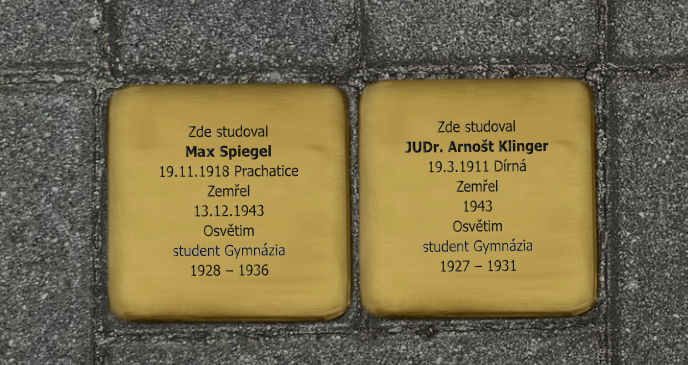 Zde studoval
Max Spiegel
19.11.1918 Prachatice
Zemřel
13.12.1943
Osvětim
student Gymnázia
1928 – 1936
Zde studoval
JUDr. Arnošt Klinger
19.3.1911 Dírná
Zemřel
1943
Osvětim
student Gymnázia
1927 – 1931